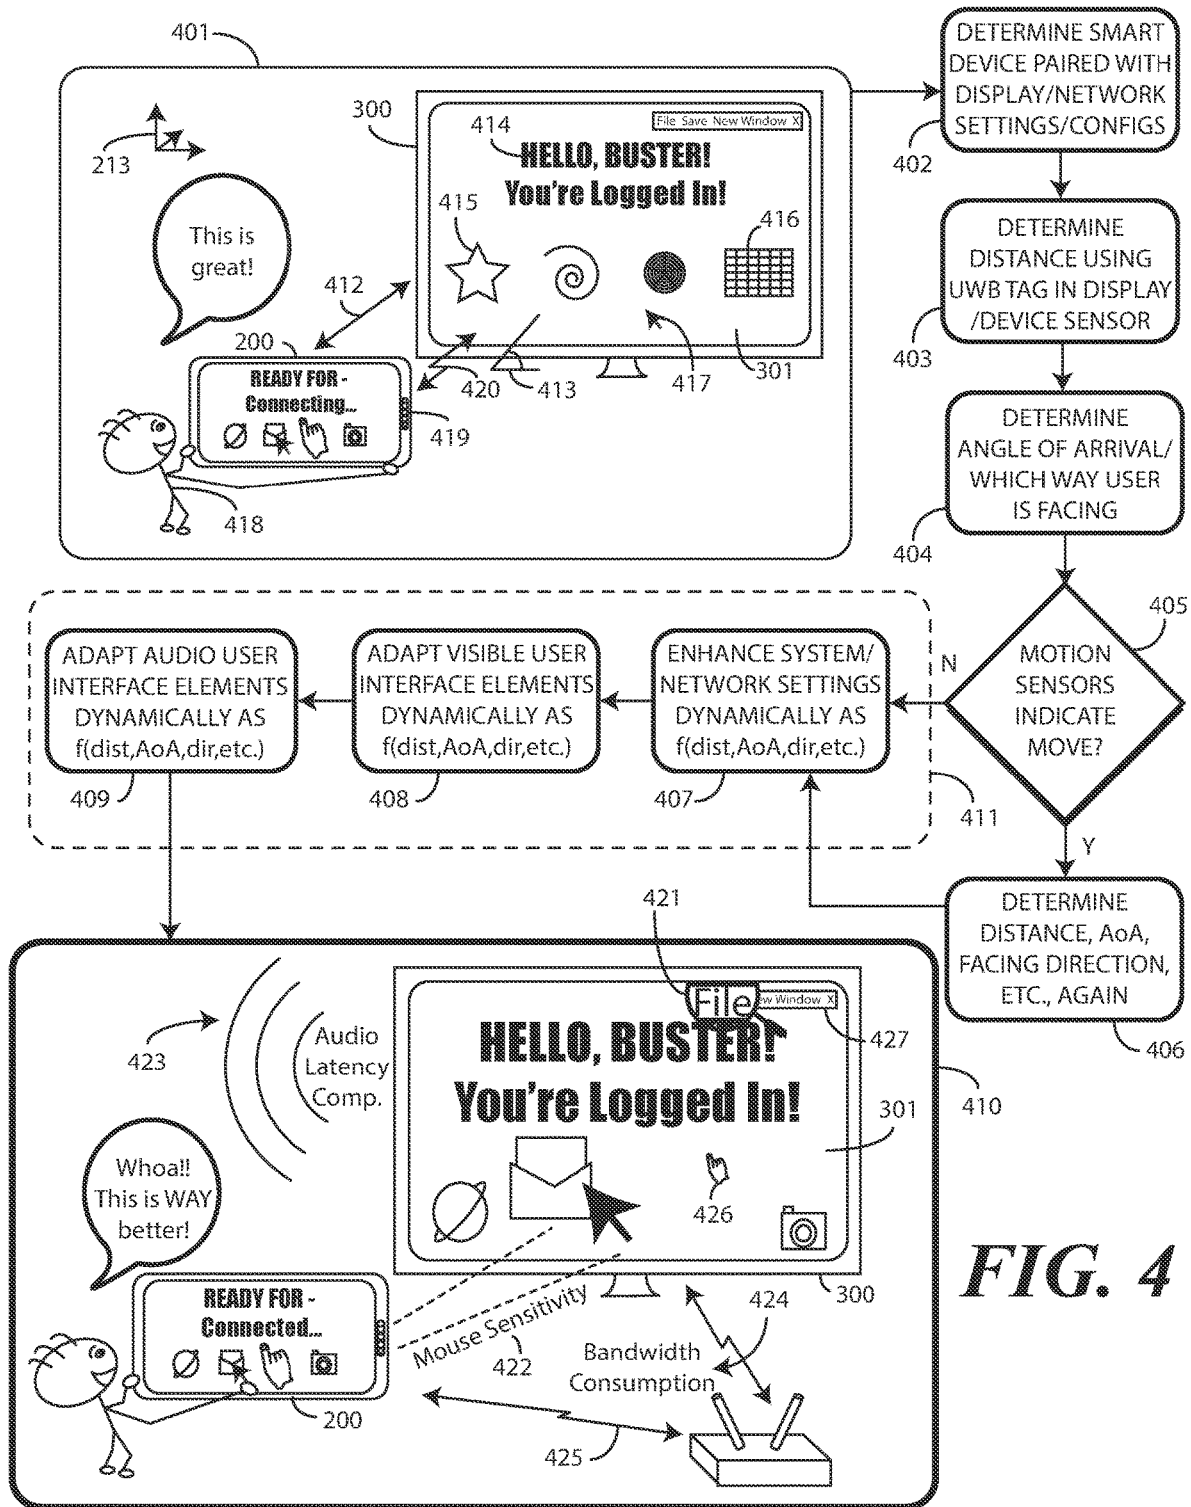 401
DETERMINE SMART
DEVICE PAIRED WITH
DISPLAY/NETWORK
SETTINGS/CONFIGS
402
300
213
File Save New Window X
414
HELLO, BUSTER!
You're Logged In!
415
416
This is
great!
412
417
301
413
420
200
READY FOR -
Connecting...
419
418
DETERMINE
DISTANCE USING
UWB TAG IN DISPLAY
/DEVICE SENSOR
403
DETERMINE
ANGLE OF ARRIVAL/
WHICH WAY USER
IS FACING
404
405
MOTION
SENSORS
INDICATE
MOVE?
N
Y
ENHANCE SYSTEM/
NETWORK SETTINGS
DYNAMICALLY AS
f(dist,AoA,dir,etc.)
407
ADAPT VISIBLE USER
INTERFACE ELEMENTS
DYNAMICALLY AS
f(dist,AoA,dir,etc.)
408
ADAPT AUDIO USER
INTERFACE ELEMENTS
DYNAMICALLY AS
f(dist,AoA,dir,etc.)
409
411
DETERMINE
DISTANCE, AoA,
FACING DIRECTION,
ETC., AGAIN
406
421
File
ew Window X
427
HELLO, BUSTER!
You're Logged In!
423
Audio
Latency
Comp.
410
301
426
Whoa!!
This is WAY
better!
300
READY FOR -
Connected...
200
Mouse Sensitivity
422
424
Bandwidth
Consumption
425
FIG. 4